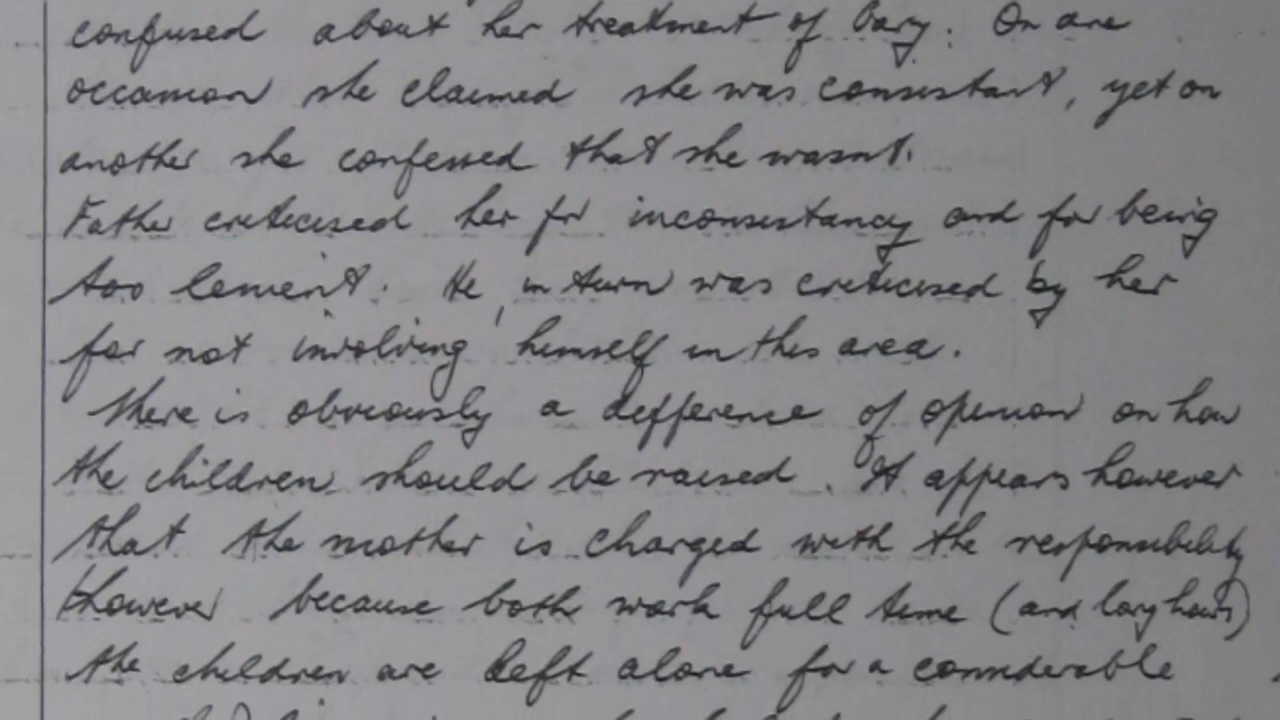 confused about her treatment of Gary. On one
occasion she claimed she was consistant, yet on
another she confessed that she wasnt.
Father criticised her for inconsistancy and for being
too lenient. He, in turn was criticised by her
for not involving himself in this area.
There is obviously a difference of opinion on how
the children should be raised. It appears however
that the mother is charged with the responsibility
However because both work full time (and long hours)
the children are left alone for a considerable